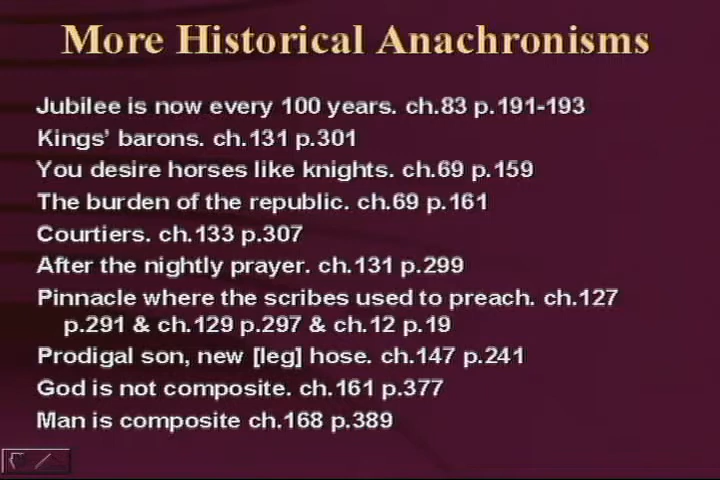 More Historical Anachronisms
Jubilee is now every 100 years. ch.83 p.191-193
Kings' barons. ch.131 p.301
You desire horses like knights. ch.69 p.159
The burden of the republic. ch.69 p.161
Courtiers. ch.133 p.307
After the nightly prayer. ch.131 p.299
Pinnacle where the scribes used to preach. ch.127
p.291 & ch.129 p.297 & ch.12 p.19
Prodigal son, new [leg] hose. ch.147 p.241
God is not composite. ch.161 p.377
Man is composite ch.168 p.389